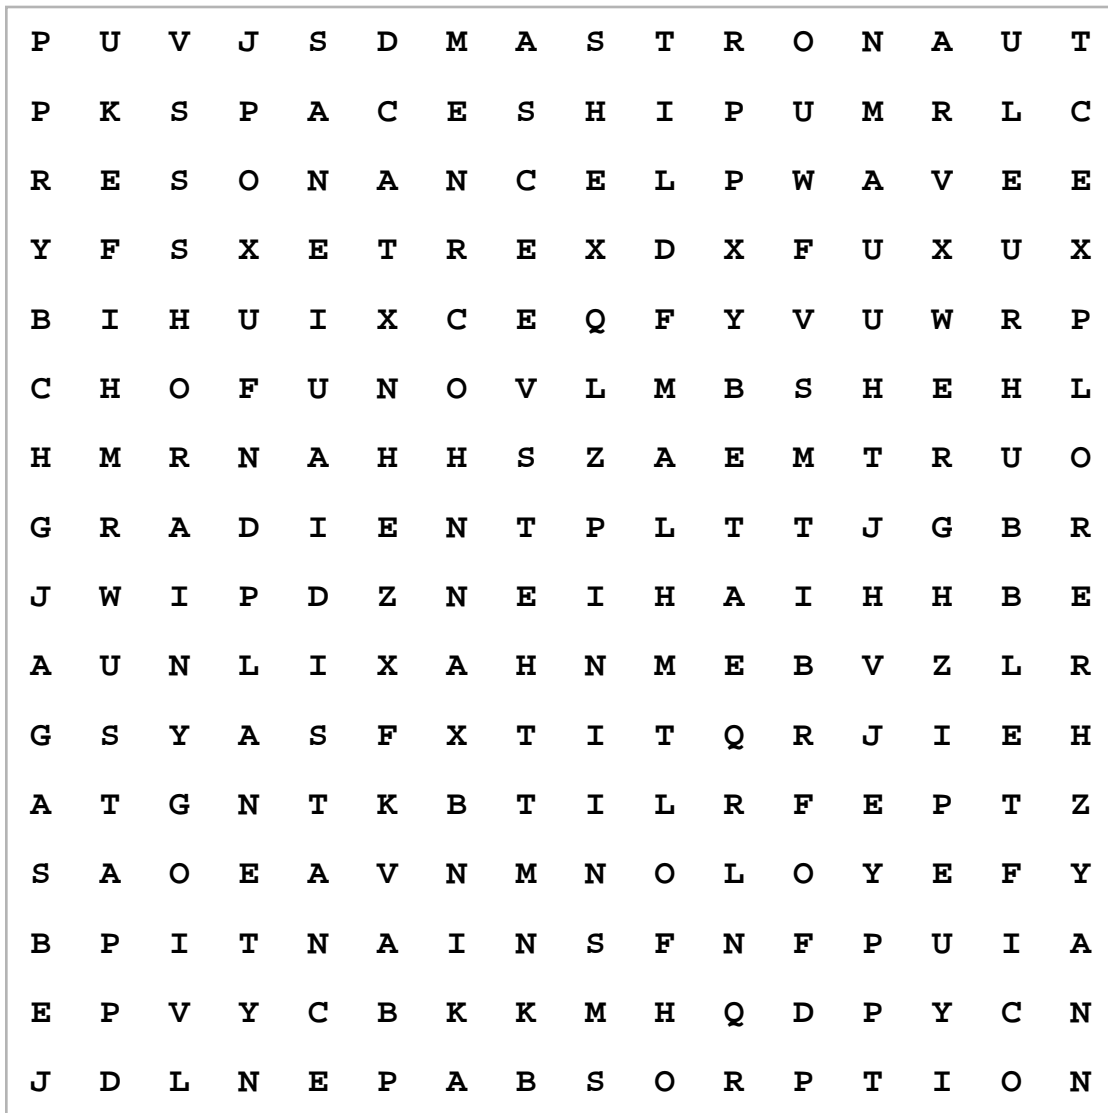 P U V J S D M A S T R O N A U T
P K S P A C E S H I P U M R L C
R E S O N A N C E L P W A V E E
Y F S X E T R E X D X F U X U X
B I H U I X C E Q F Y V U W R P
C H O F U N O V L M B S H E H L
H M R N A H H S Z A E M T R U O
G R A D I E N T P L T T J G B R
J W I P D Z N E I H A I H H B E
A U N L I X A H N M E B V Z L R
G S Y A S F X T I T Q R J I E H
A T G N T K B T I L R F E P T Z
S A O E A V N M N O L O Y E F Y
B P I T N A I N S F N F P U I A
E P V Y C B K K M H Q D P Y C N
J D L N E P A B S O R P T I O N